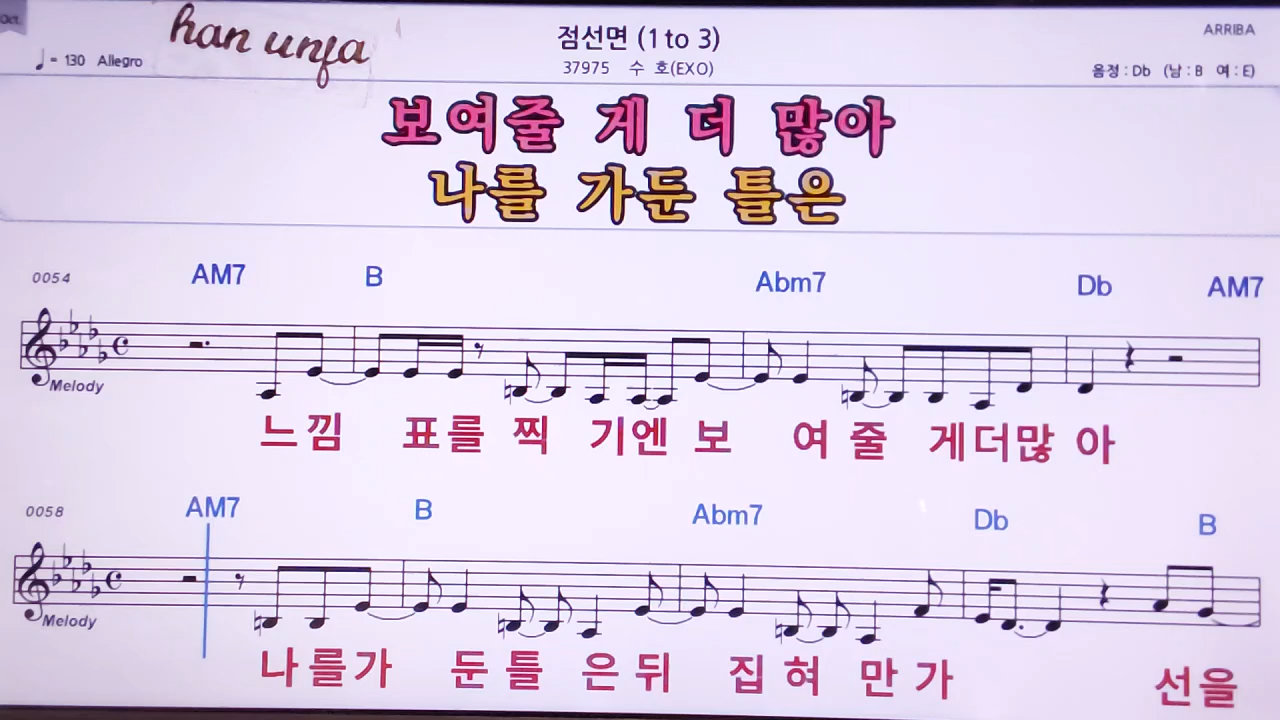 Oct.
han unfa
점선면 (1 to 3)
ARRIBA
♩ = 130 Allegro
37975 수 호(EXO)
음정 : Db (남 : B 여 : E)
보여줄 게 더 많아
나를 가둔 틀은
0054 AM7 B Abm7 Db AM7
Melody
느낌 표를 찍 기엔 보 여 줄 게더많 아
0058 AM7 B Abm7 Db B
Melody
나 를가 둔 틀 은 뒤 집 혀 만 가 선을